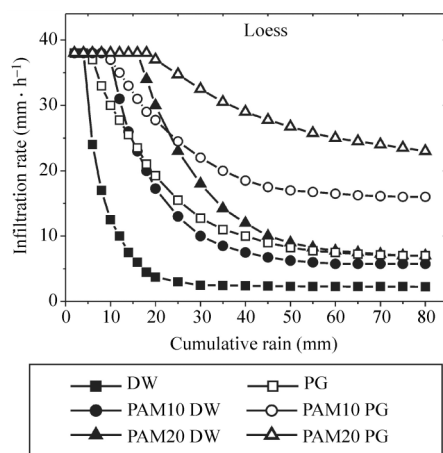 Loess
Infiltration rate (mm · h⁻¹)
40
30
20
10
0
0 10 20 30 40 50 60 70 80
Cumulative rain (mm)
DW PG
PAM10 DW PAM10 PG
PAM20 DW PAM20 PG